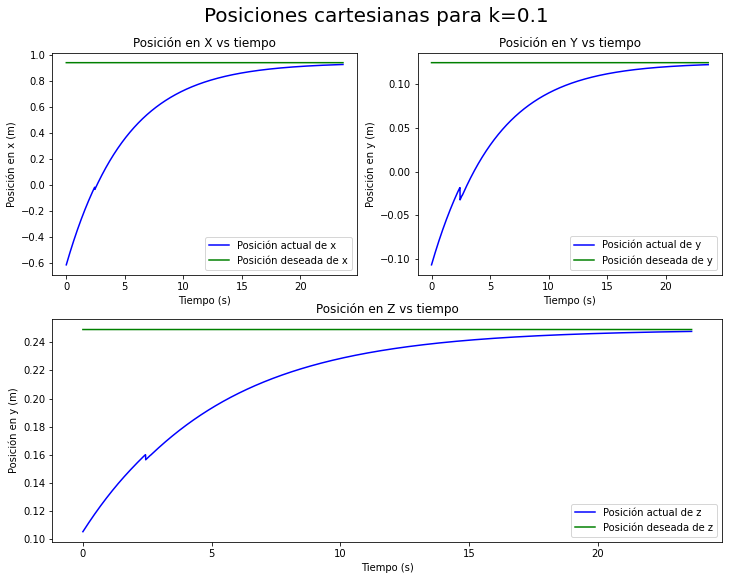 Posiciones cartesianas para k=0.1
Posición en X vs tiempo
1.0
0.8
0.6
0.4
0.2
0.0
−0.2
−0.4
−0.6
Posición en x (m)
Posición actual de x
Posición deseada de x
0 5 10 15 20
Tiempo (s)
Posición en Y vs tiempo
0.10
0.05
0.00
−0.05
−0.10
Posición en y (m)
Posición actual de y
Posición deseada de y
0 5 10 15 20
Tiempo (s)
Posición en Z vs tiempo
0.24
0.22
0.20
0.18
0.16
0.14
0.12
0.10
Posición en y (m)
Posición actual de z
Posición deseada de z
0 5 10 15 20
Tiempo (s)